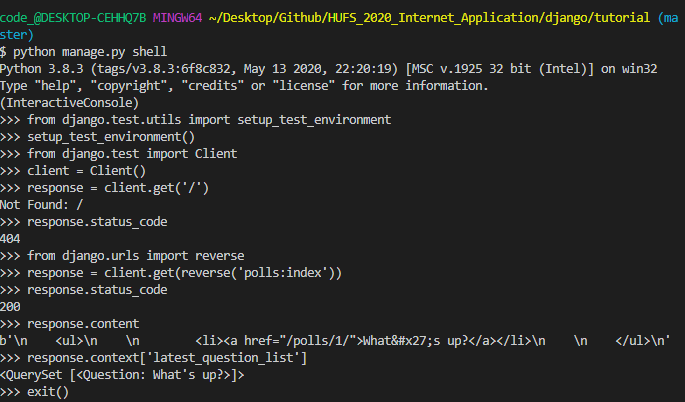 code_@DESKTOP-CEHHQ7B MINGW64 ~/Desktop/Github/HUFS_2020_Internet_Application/django/tutorial (ma
ster)
$ python manage.py shell
Python 3.8.3 (tags/v3.8.3:6f8c832, May 13 2020, 22:20:19) [MSC v.1925 32 bit (Intel)] on win32
Type "help", "copyright", "credits" or "license" for more information.
(InteractiveConsole)
>>> from django.test.utils import setup_test_environment
>>> setup_test_environment()
>>> from django.test import Client
>>> client = Client()
>>> response = client.get('/')
Not Found: /
>>> response.status_code
404
>>> from django.urls import reverse
>>> response = client.get(reverse('polls:index'))
>>> response.status_code
200
>>> response.content
b'\n    <ul>\n    \n        <li><a href="/polls/1/">What&#x27;s up?</a></li>\n    \n    </ul>\n'
>>> response.context['latest_question_list']
<QuerySet [<Question: What's up?>]>
>>> exit()